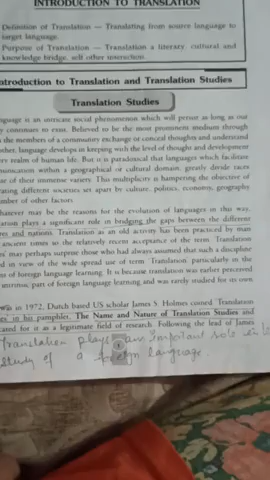 INTRODUCTION TO TRANSLATION
Definition of Translation — Translating from source language to
target language.
Purpose of Translation — Translation a literary, cultural and
knowledge bridge, self other interaction.
ntroduction to Translation and Translation Studies
Translation Studies
nguage is an intricate social phenomenon which will persist as long as our
continues to exist. Believed to be the most prominent medium through
the members of a community exchange or conceal thoughts and understand
other, language develops in keeping with the level of thought and development
realm of human life. But it is paradoxical that languages which facilitate
munication within a geographical or cultural domain, greatly divide races
of their immense variety. This multiplicity is hampering the objective of
rating different societies set apart by culture, politics, economy, geography
number of other factors.
hatever may be the reasons for the evolution of languages in this way,
lation plays a significant role in bridging the gaps between the different
and nations. Translation as an old activity has been practiced by man
ancient times so the relatively recent acceptance of the term Translation
may perhaps surprise those who had always assumed that such a discipline
in view of the wide spread use of term Translation, particularly in the
of foreign language learning. It is because translation was earlier perceived
intrinsic part of foreign language learning and was rarely studied for its own
in 1972, Dutch based US scholar James S Holmes coined Translation
in his pamphlet, The Name and Nature of Translation Studies and
cated for it as a legitimate field of research. Following the lead of James
Translation plays an important role in
study of a foreign language.